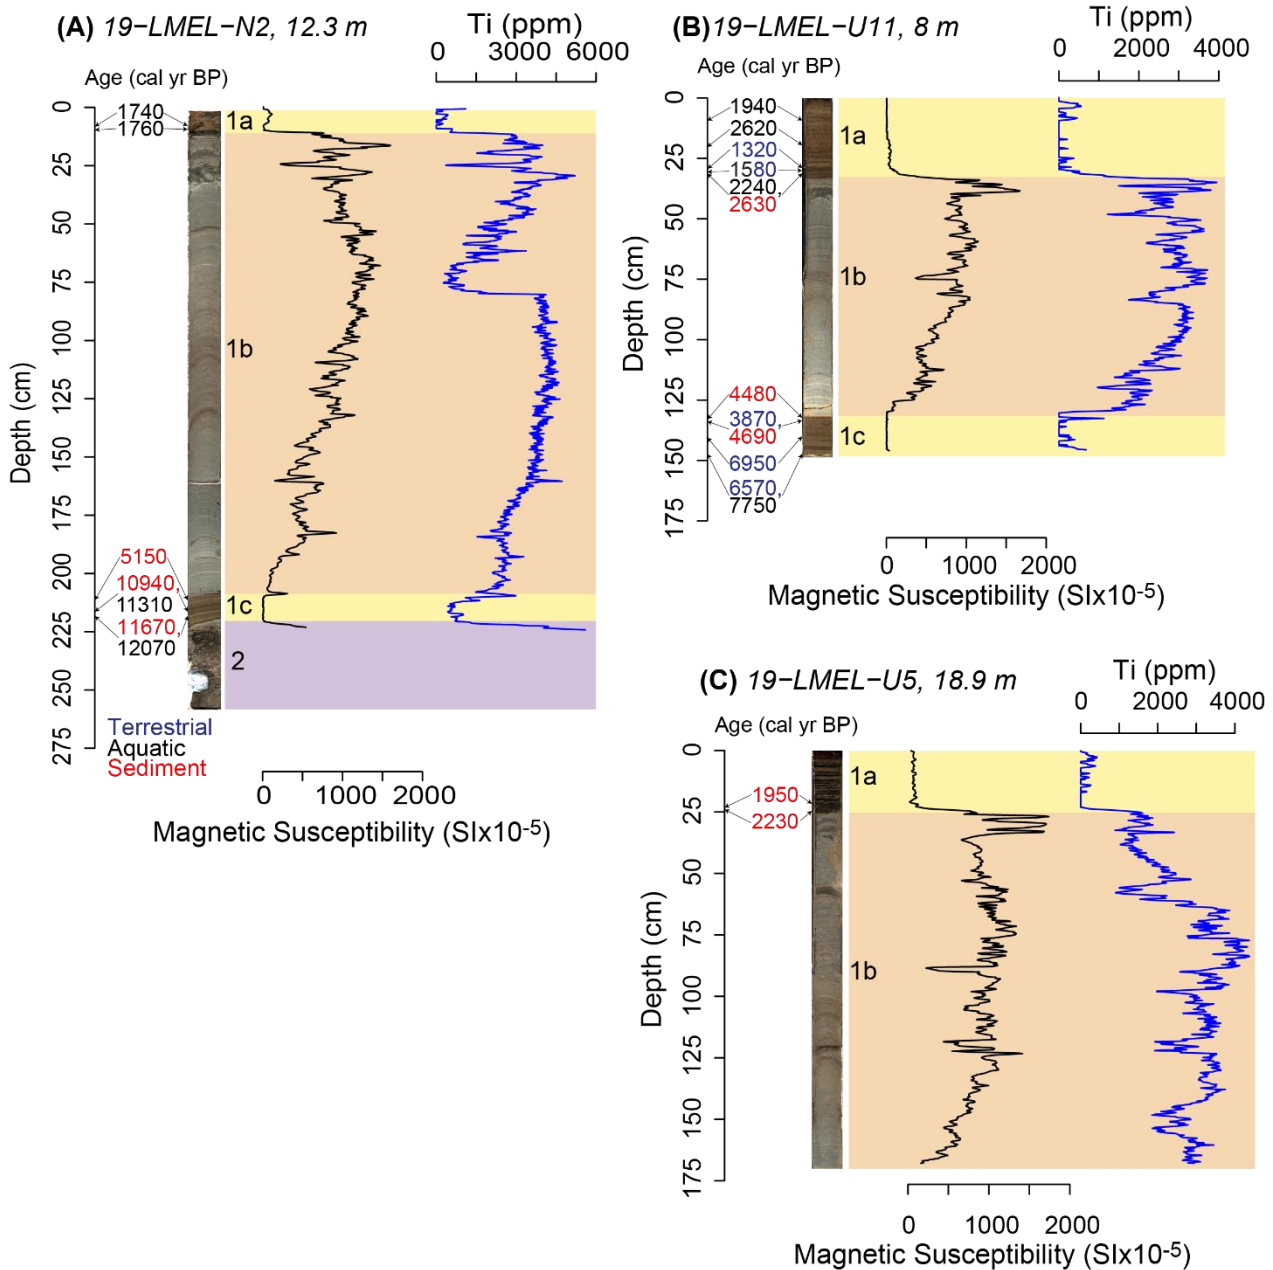 (A) 19−LMEL−N2, 12.3 m
Ti (ppm)
0 3000 6000
Age (cal yr BP)
0
25
50
75
100
125
150
175
200
225
250
275
Depth (cm)
1740
1760
5150
10940,
11310
11670,
12070
1a
1b
1c
2
Terrestrial
Aquatic
Sediment
0 1000 2000
Magnetic Susceptibility (SIx10-5)
(B) 19−LMEL−U11, 8 m
Ti (ppm)
0 2000 4000
Age (cal yr BP)
0
25
50
75
100
125
150
175
Depth (cm)
1940
2620
1320
1580
2240,
2630
4480
3870,
4690
6950
6570,
7750
1a
1b
1c
0 1000 2000
Magnetic Susceptibility (SIx10-5)
(C) 19−LMEL−U5, 18.9 m
Ti (ppm)
0 2000 4000
Age (cal yr BP)
0
25
50
75
100
125
150
175
Depth (cm)
1950
2230
1a
1b
0 1000 2000
Magnetic Susceptibility (SIx10-5)